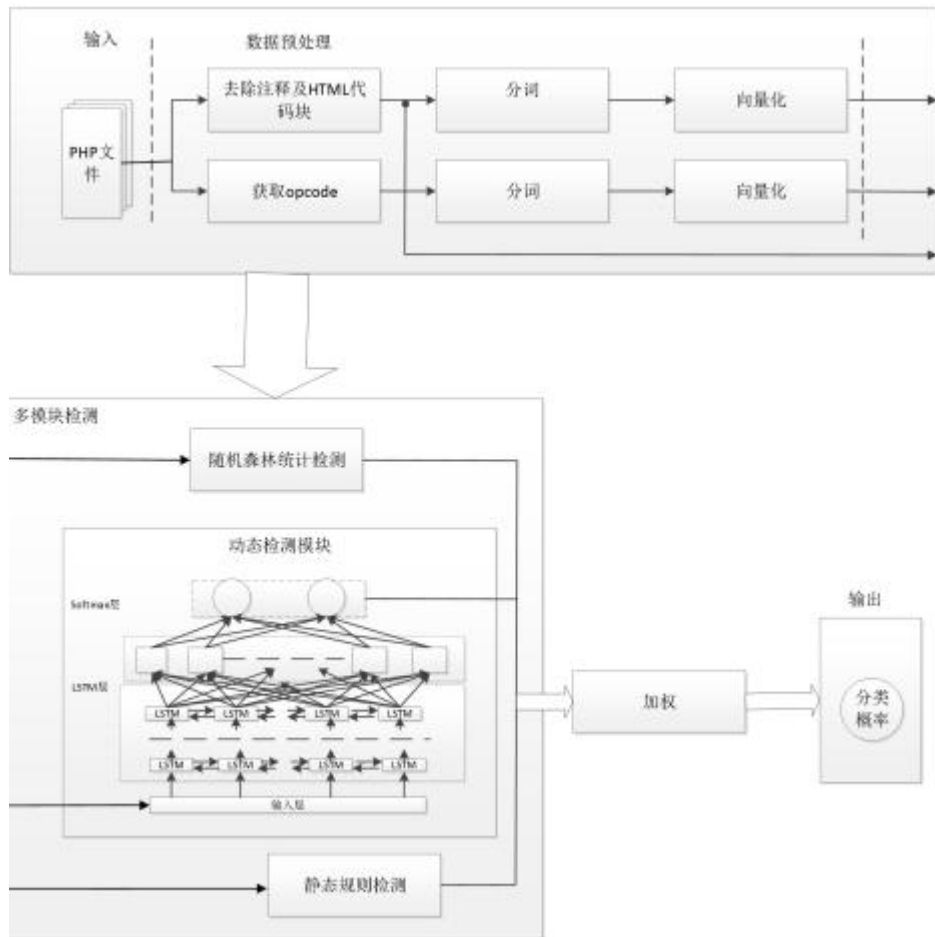 输入
数据预处理
PHP文
件
去除注释及HTML代
码块
分词
向量化
获取opcode
分词
向量化
多模块检测
随机森林统计检测
动态检测模块
Softmax层
LSTM层
LSTM LSTM LSTM LSTM
LSTM LSTM LSTM LSTM
输入层
静态规则检测
加权
输出
分类
概率